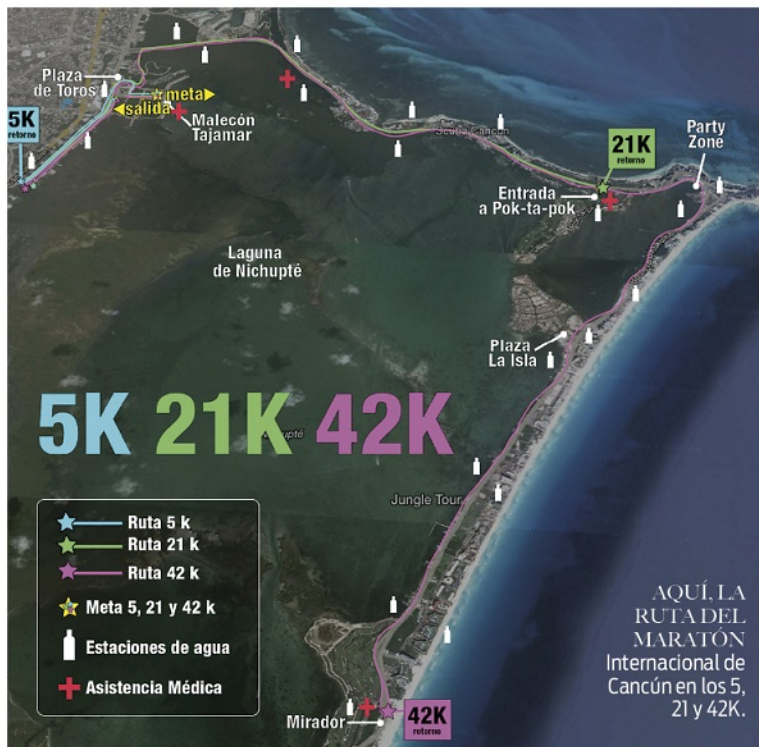 Plaza
de Toros
meta
salida
Malecón
Tajamar
5K
retorno
Scuba Cancún
21K
retorno
Party
Zone
Entrada
a Pok-ta-pok
Laguna
de Nichupté
Plaza
La Isla
5K 21K 42K
Jungle Tour
Ruta 5 k
Ruta 21 k
Ruta 42 k
Meta 5, 21 y 42 k
Estaciones de agua
Asistencia Médica
Mirador
42K
retorno
AQUÍ, LA
RUTA DEL
MARATÓN
Internacional de
Cancún en los 5,
21 y 42K.